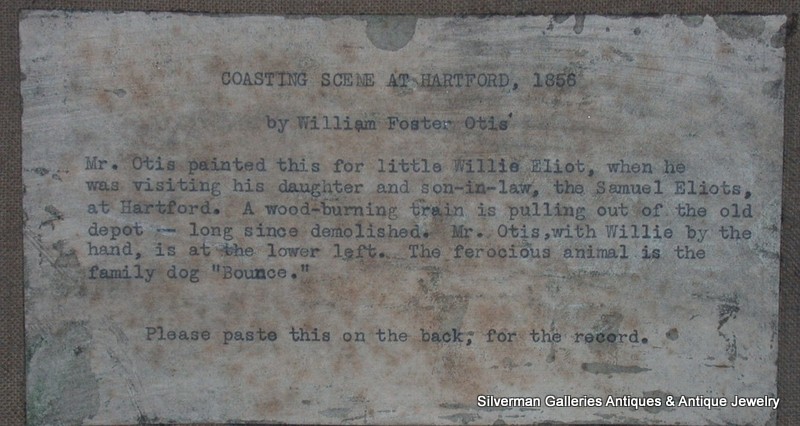 COASTING SCENE AT HARTFORD, 1856
by William Foster Otis
Mr. Otis painted this for little Willie Eliot, when he
was visiting his daughter and son-in-law, the Samuel Eliots,
at Hartford. A wood-burning train is pulling out of the old
depot -- long since demolished. Mr. Otis,with Willie by the
hand, is at the lower left. The ferocious animal is the
family dog "Bounce."
Please paste this on the back, for the record.
Silverman Galleries Antiques & Antique Jewelry